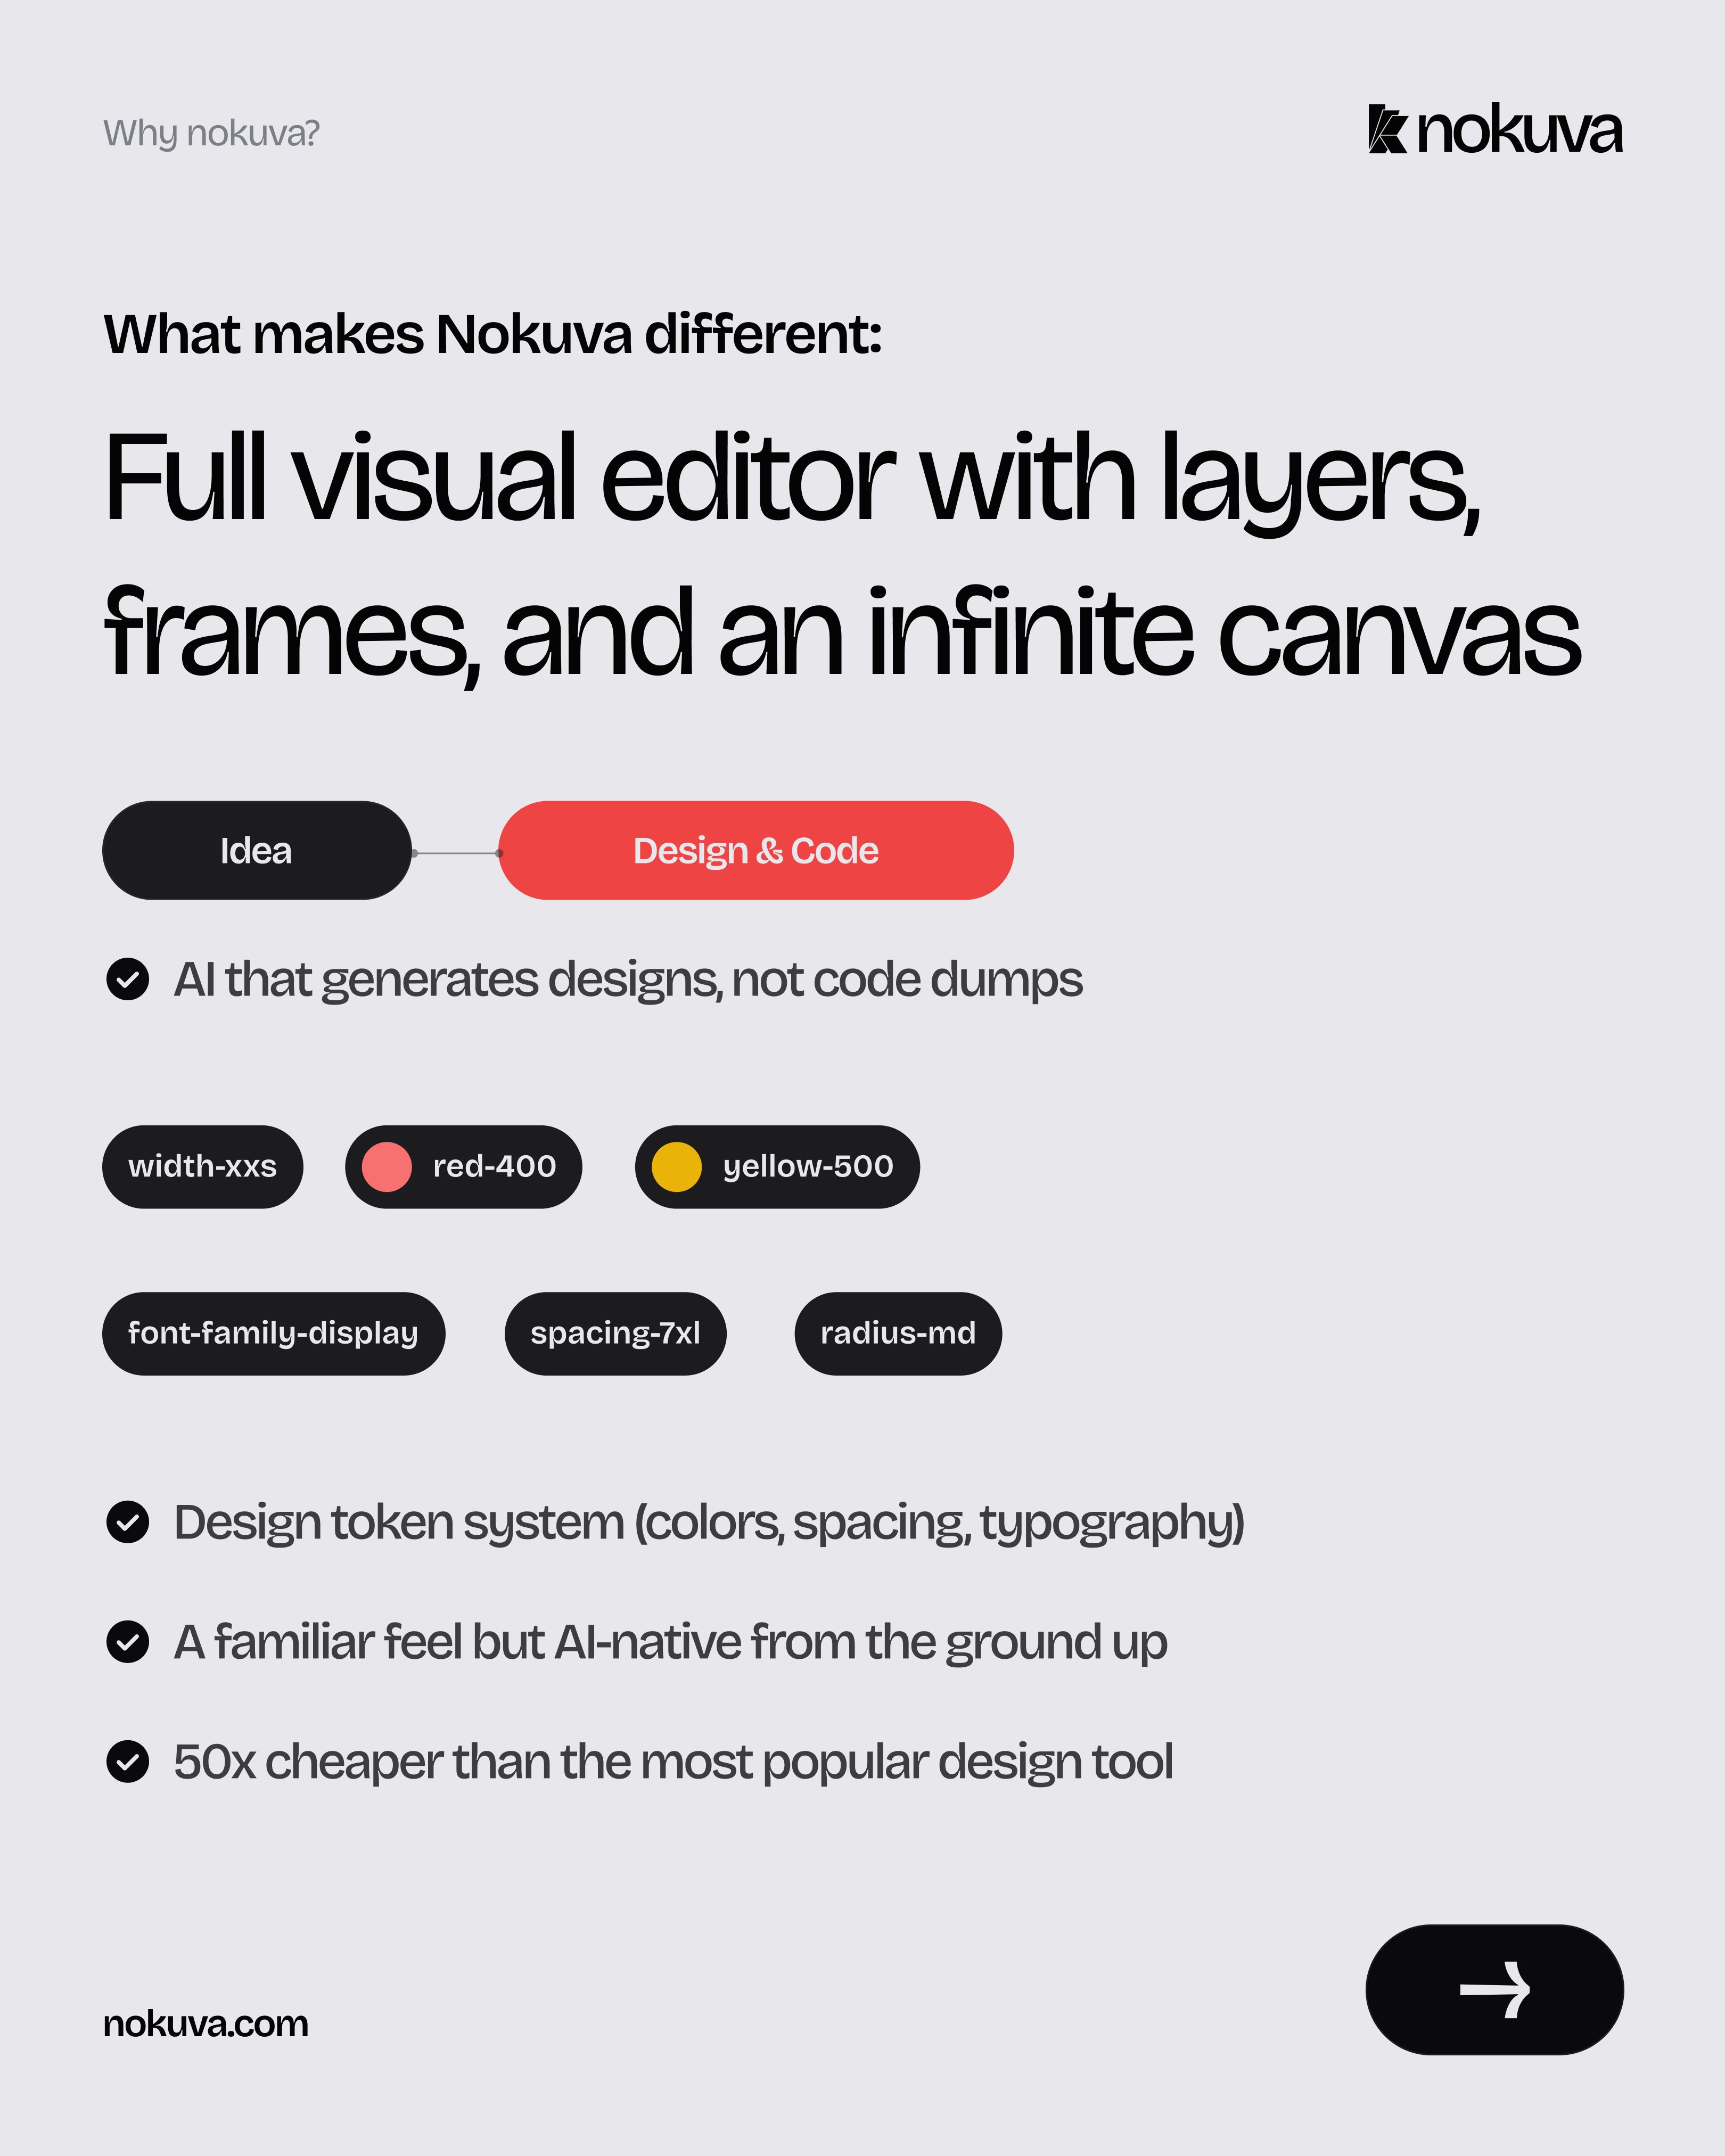 Why nokuva?
nokuva
What makes Nokuva different:
Full visual editor with layers,
frames, and an infinite canvas
Idea
Design & Code
AI that generates designs, not code dumps
width-xxs
red-400
yellow-500
font-family-display
spacing-7xl
radius-md
Design token system (colors, spacing, typography)
A familiar feel but AI-native from the ground up
50x cheaper than the most popular design tool
nokuva.com